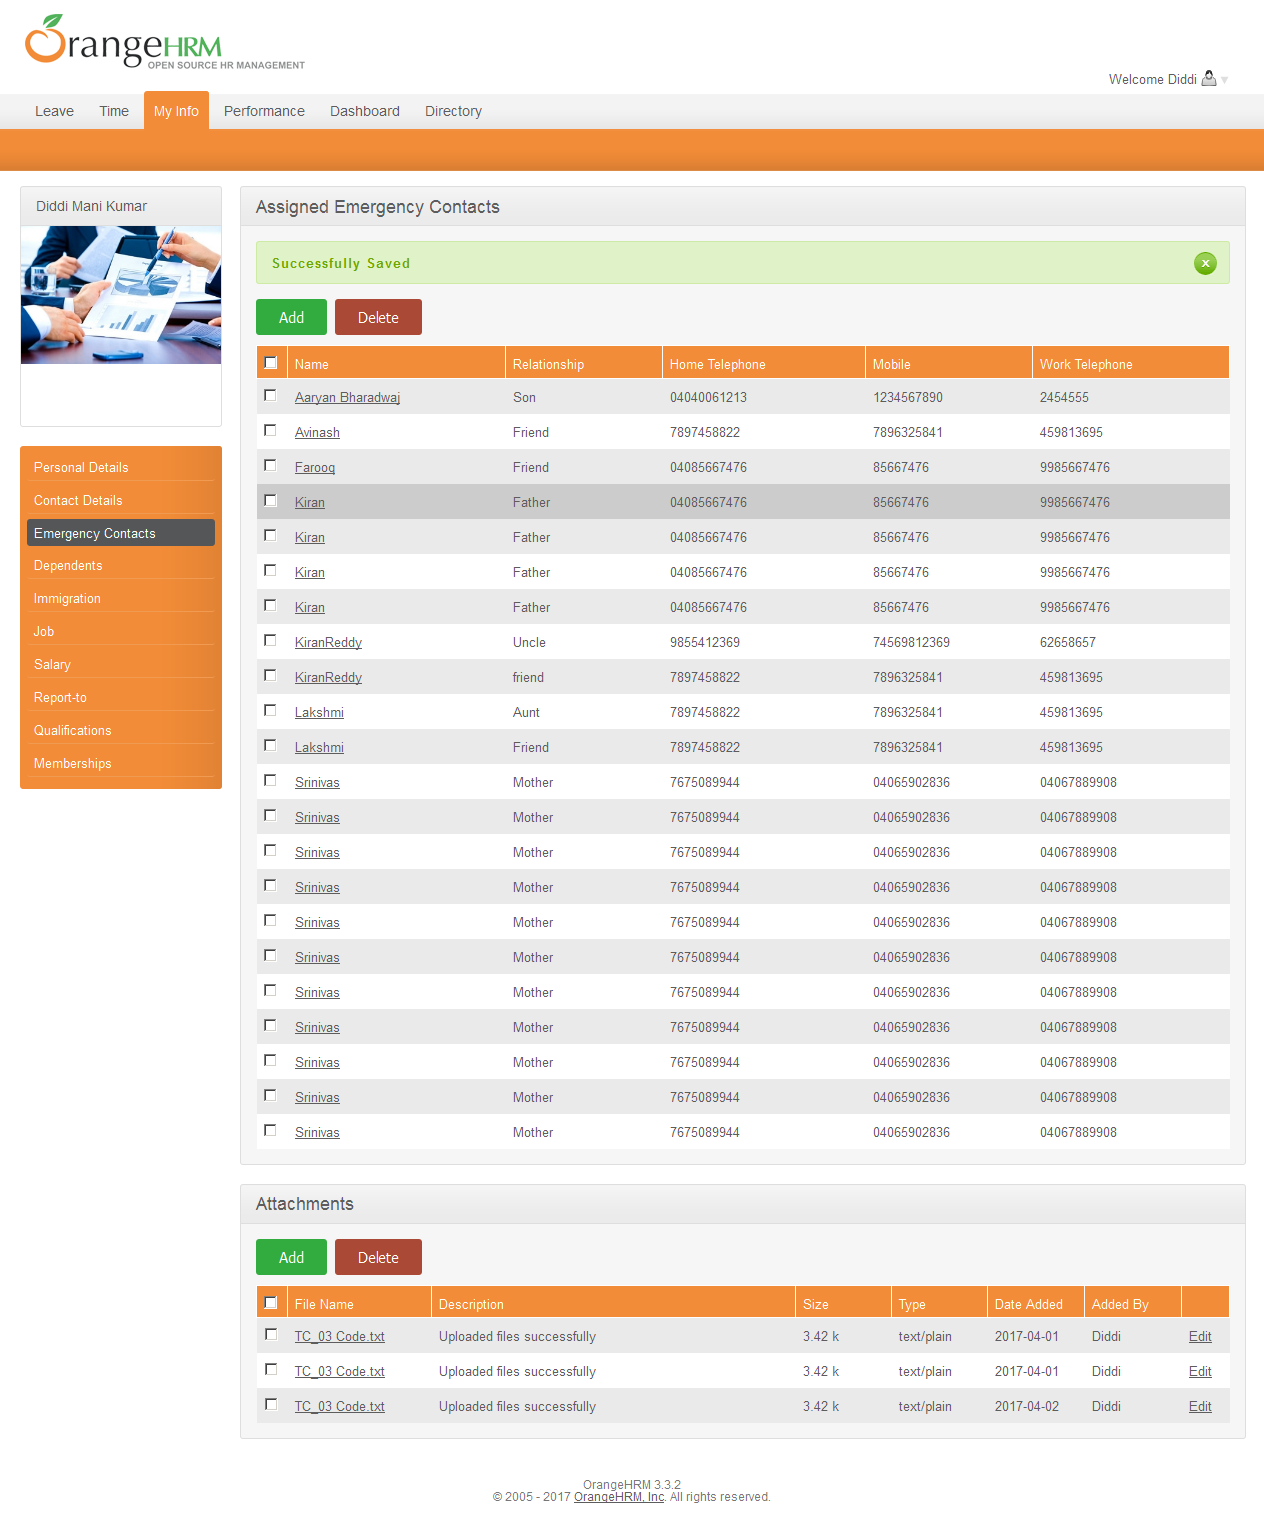 OrangeHRM
OPEN SOURCE HR MANAGEMENT
Welcome Diddi
Leave Time My Info Performance Dashboard Directory
Diddi Mani Kumar
Personal Details
Contact Details
Emergency Contacts
Dependents
Immigration
Job
Salary
Report-to
Qualifications
Memberships
Assigned Emergency Contacts
Successfully Saved
Add Delete
Name Relationship Home Telephone Mobile Work Telephone
Aaryan Bharadwaj Son 04040061213 1234567890 2454555
Avinash Friend 7897458822 7896325841 459813695
Farooq Friend 04085667476 85667476 9985667476
Kiran Father 04085667476 85667476 9985667476
Kiran Father 04085667476 85667476 9985667476
Kiran Father 04085667476 85667476 9985667476
Kiran Father 04085667476 85667476 9985667476
KiranReddy Uncle 9855412369 74569812369 62658657
KiranReddy friend 7897458822 7896325841 459813695
Lakshmi Aunt 7897458822 7896325841 459813695
Lakshmi Friend 7897458822 7896325841 459813695
Srinivas Mother 7675089944 04065902836 04067889908
Srinivas Mother 7675089944 04065902836 04067889908
Srinivas Mother 7675089944 04065902836 04067889908
Srinivas Mother 7675089944 04065902836 04067889908
Srinivas Mother 7675089944 04065902836 04067889908
Srinivas Mother 7675089944 04065902836 04067889908
Srinivas Mother 7675089944 04065902836 04067889908
Srinivas Mother 7675089944 04065902836 04067889908
Srinivas Mother 7675089944 04065902836 04067889908
Srinivas Mother 7675089944 04065902836 04067889908
Srinivas Mother 7675089944 04065902836 04067889908
Attachments
Add Delete
File Name Description Size Type Date Added Added By
TC_03 Code.txt Uploaded files successfully 3.42 k text/plain 2017-04-01 Diddi Edit
TC_03 Code.txt Uploaded files successfully 3.42 k text/plain 2017-04-01 Diddi Edit
TC_03 Code.txt Uploaded files successfully 3.42 k text/plain 2017-04-02 Diddi Edit
OrangeHRM 3.3.2
© 2005 - 2017 OrangeHRM, Inc. All rights reserved.